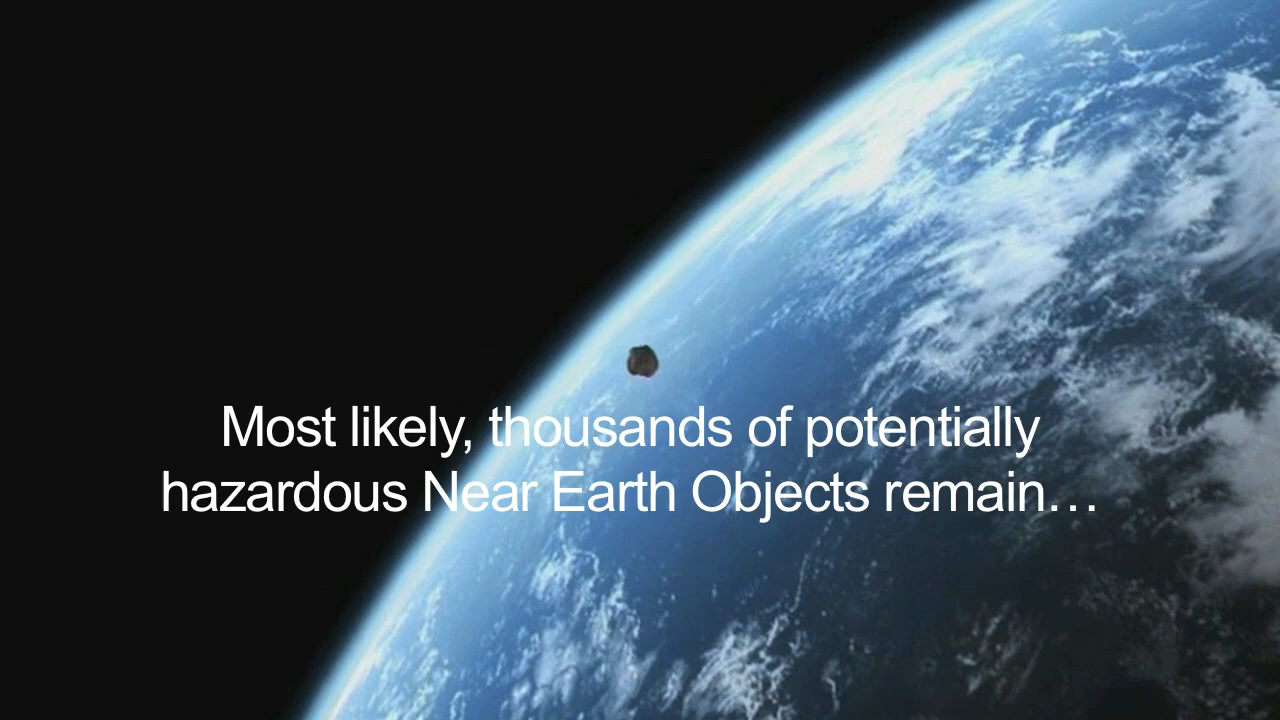 Most likely, thousands of potentially
hazardous Near Earth Objects remain…